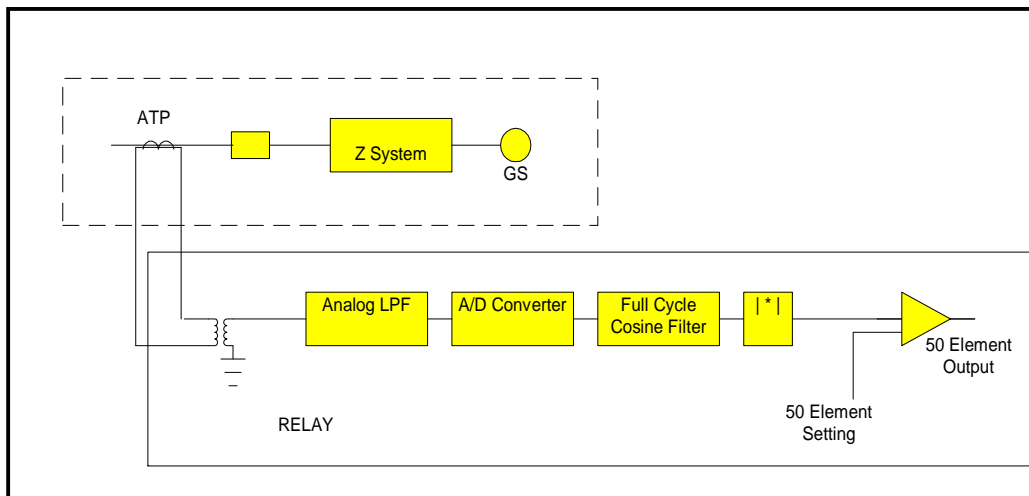 ATP
Z System
GS
Analog LPF
A/D Converter
Full Cycle
Cosine Filter
| * |
50 Element
Output
50 Element
Setting
RELAY